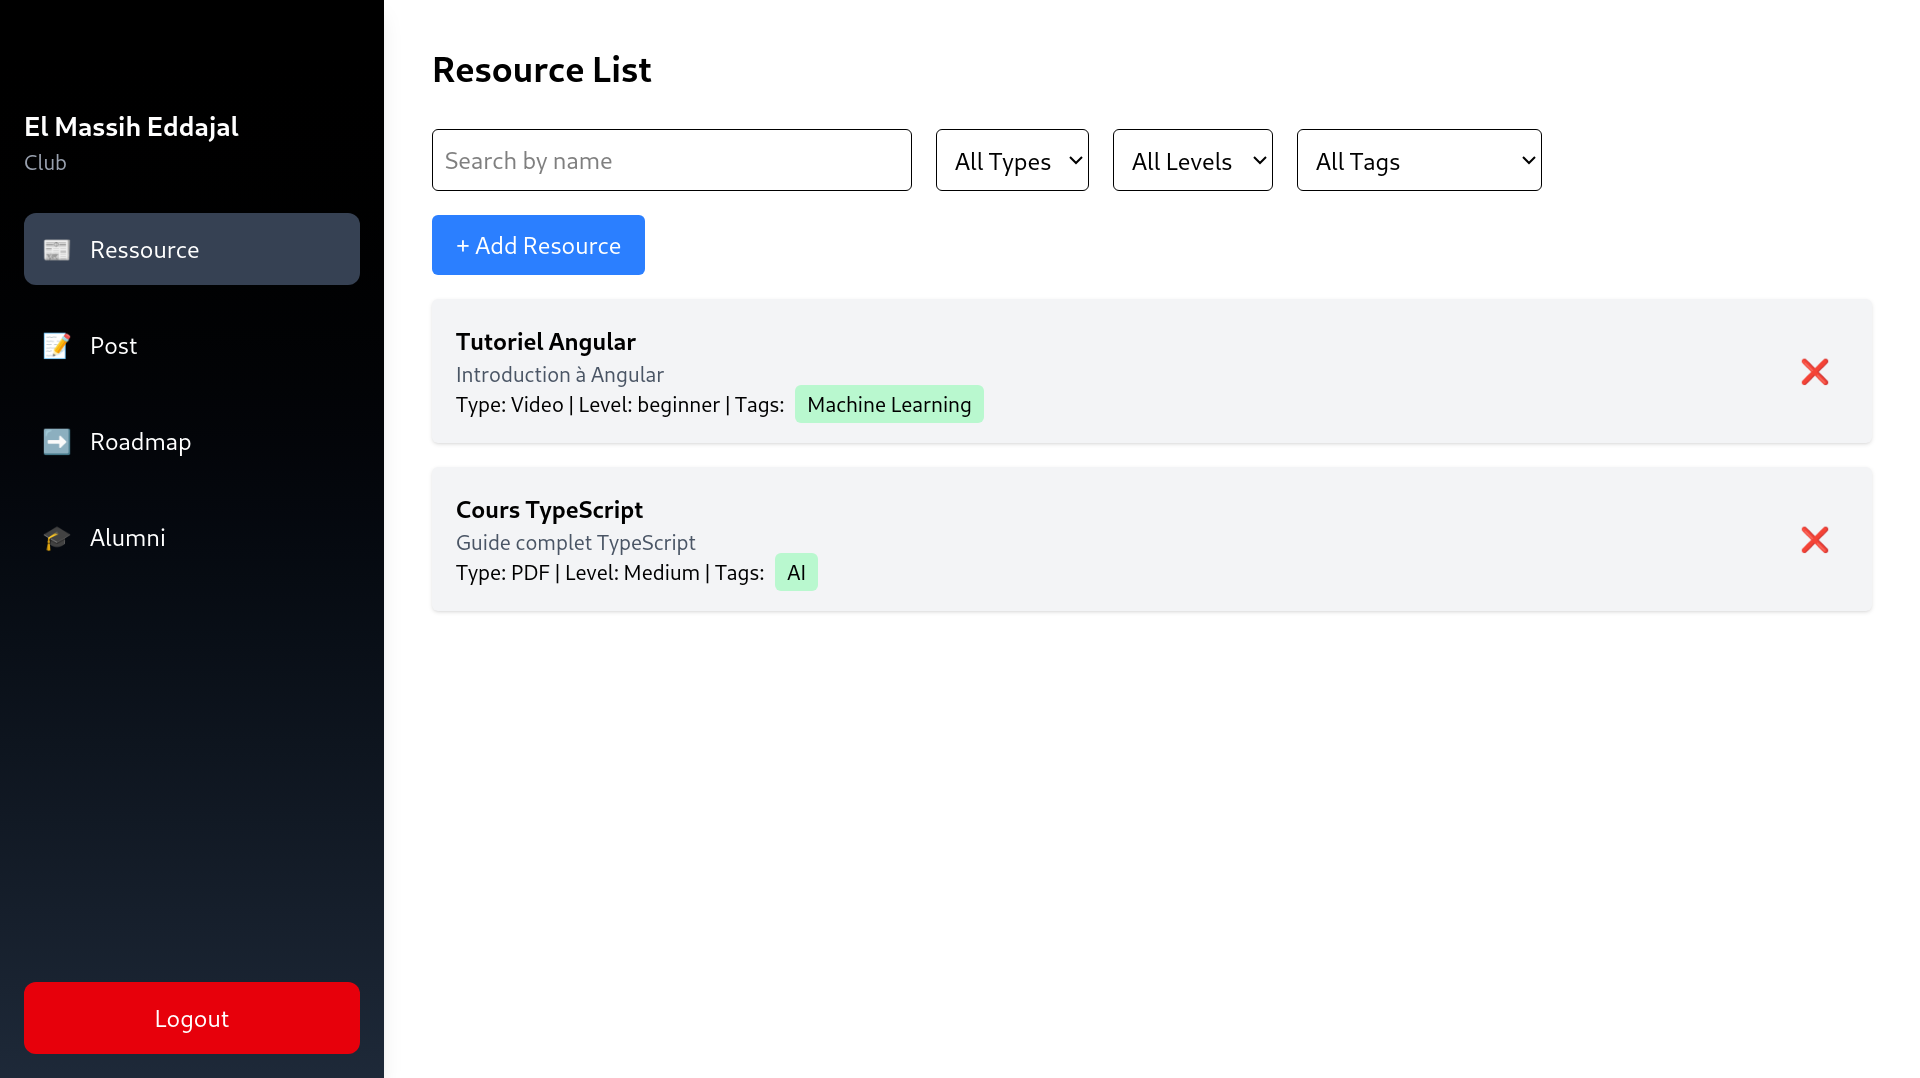 El Massih Eddajal
Club
Ressource
Post
Roadmap
Alumni
Logout
Resource List
Search by name
All Types
All Levels
All Tags
+ Add Resource
Tutoriel Angular
Introduction à Angular
Type: Video | Level: beginner | Tags: Machine Learning
Cours TypeScript
Guide complet TypeScript
Type: PDF | Level: Medium | Tags: AI